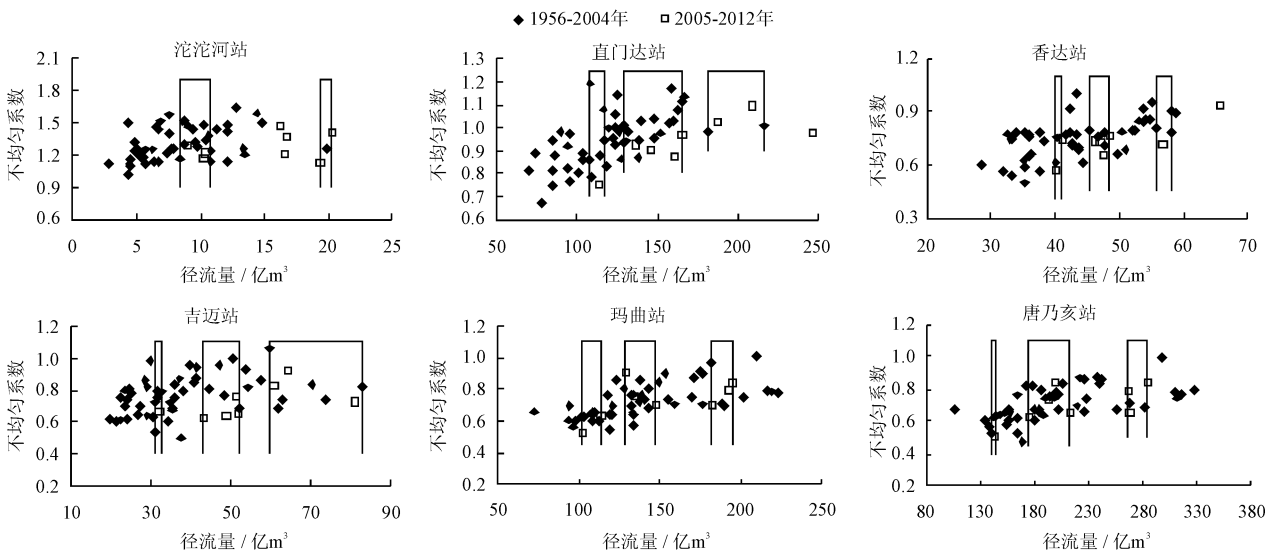 1956-2004年 2005-2012年
沱沱河站 直门达站 香达站
不均匀系数 2.1 1.8 1.5 1.2 0.9 0.6
0 5 10 15 20 25
径流量 / 亿m³
不均匀系数 1.3 1.2 1.1 1.0 0.9 0.8 0.7 0.6
50 100 150 200 250
径流量 / 亿m³
不均匀系数 1.2 0.9 0.6 0.3
20 30 40 50 60 70
径流量 / 亿m³
吉迈站 玛曲站 唐乃亥站
不均匀系数 1.2 1.0 0.8 0.6 0.4 0.2
10 30 50 70 90
径流量 / 亿m³
不均匀系数 1.2 1.0 0.8 0.6 0.4 0.2
50 100 150 200 250
径流量 / 亿m³
不均匀系数 1.2 1.0 0.8 0.6 0.4 0.2
80 130 180 230 280 330 380
径流量 / 亿m³